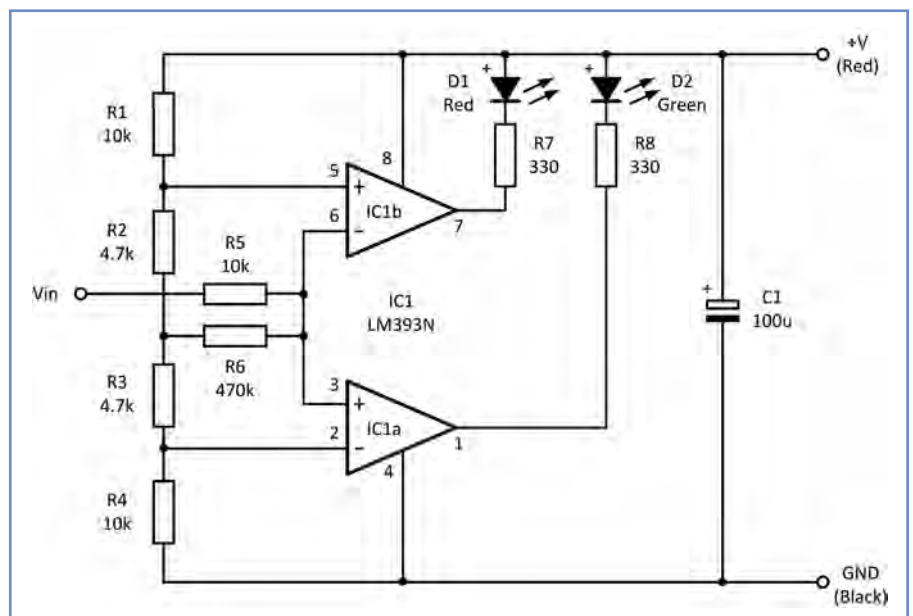 +V
(Red)
D1
Red
D2
Green
R1
10k
R7
330
R8
330
8
5
+
IC1b
6
-
7
R2
4.7k
R5
10k
Vin
IC1
LM393N
+
C1
100u
R6
470k
R3
4.7k
3
+
IC1a
2
-
1
4
R4
10k
GND
(Black)
+
+